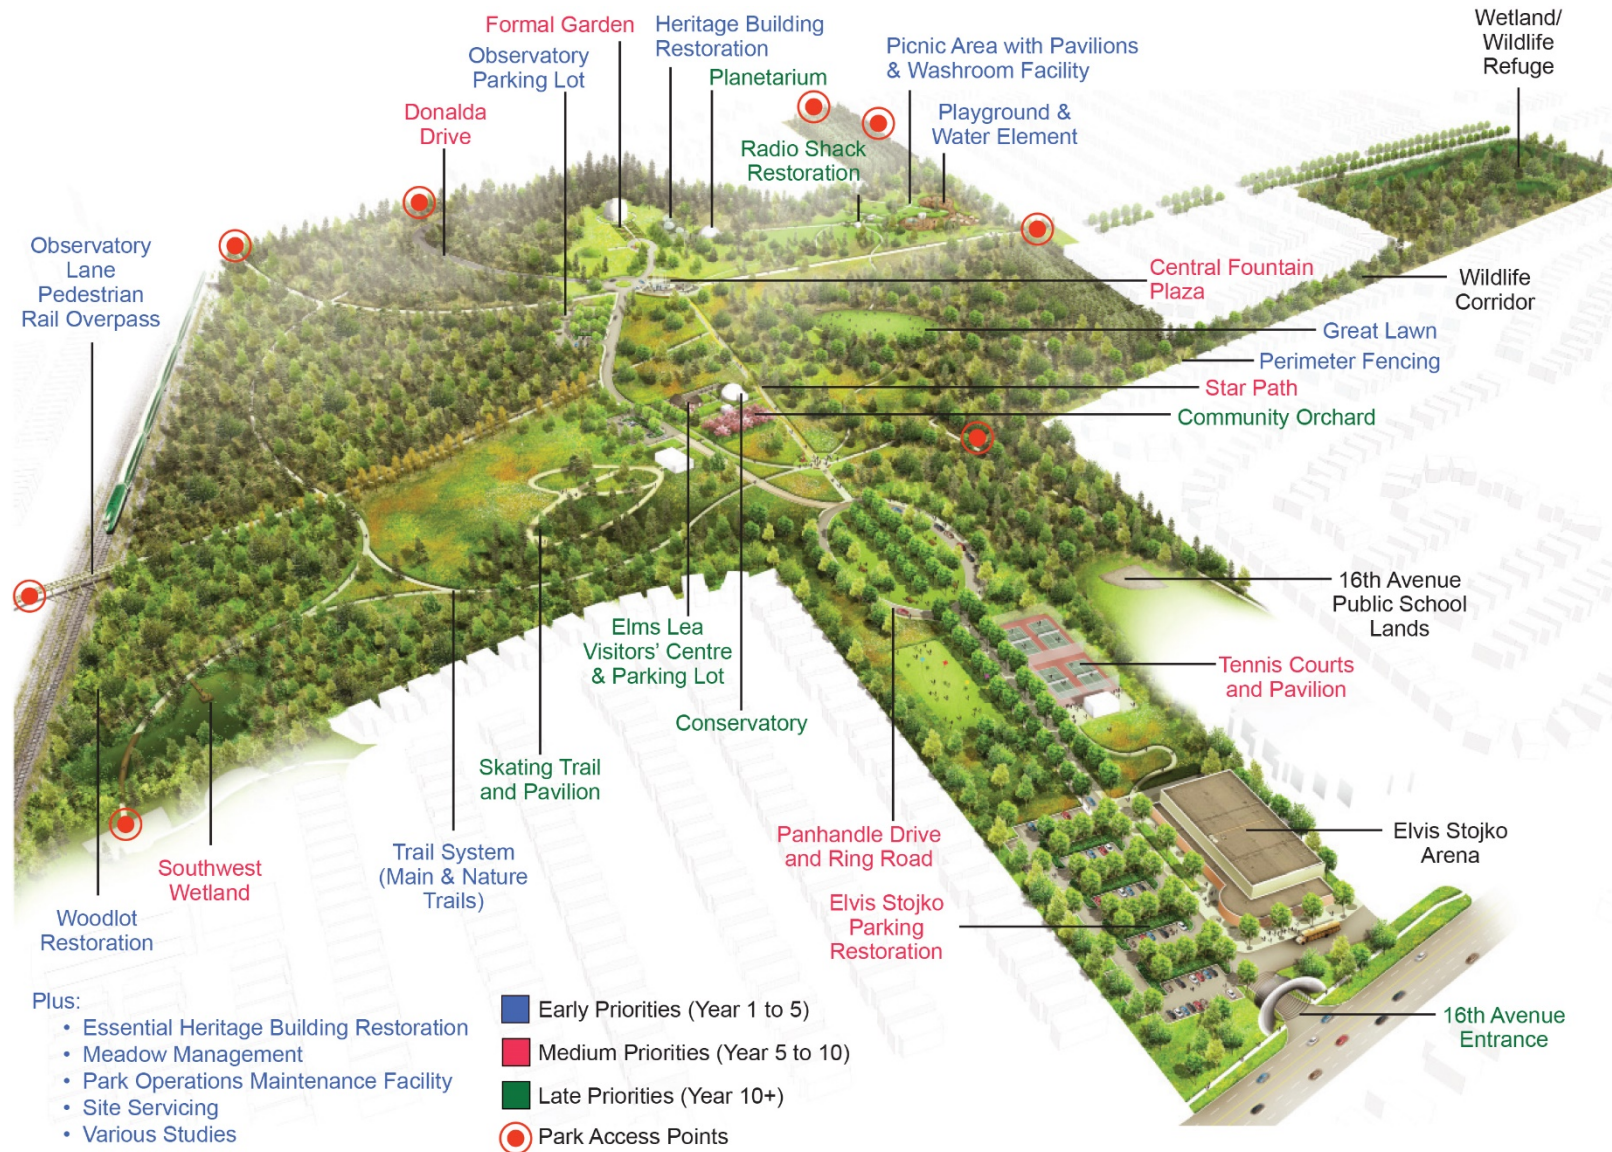 Formal Garden
Heritage Building
Restoration
Wetland/
Wildlife
Refuge
Observatory
Parking Lot
Planetarium
Picnic Area with Pavilions
& Washroom Facility
Donalda
Drive
Playground &
Water Element
Radio Shack
Restoration
Observatory
Lane
Pedestrian
Rail Overpass
Central Fountain
Plaza
Wildlife
Corridor
Great Lawn
Perimeter Fencing
Star Path
Community Orchard
16th Avenue
Public School
Lands
Elms Lea
Visitors' Centre
& Parking Lot
Tennis Courts
and Pavilion
Conservatory
Skating Trail
and Pavilion
Panhandle Drive
and Ring Road
Elvis Stojko
Arena
Southwest
Wetland
Trail System
(Main & Nature
Trails)
Elvis Stojko
Parking
Restoration
Woodlot
Restoration
16th Avenue
Entrance
Plus:
• Essential Heritage Building Restoration
• Meadow Management
• Park Operations Maintenance Facility
• Site Servicing
• Various Studies
Early Priorities (Year 1 to 5)
Medium Priorities (Year 5 to 10)
Late Priorities (Year 10+)
Park Access Points